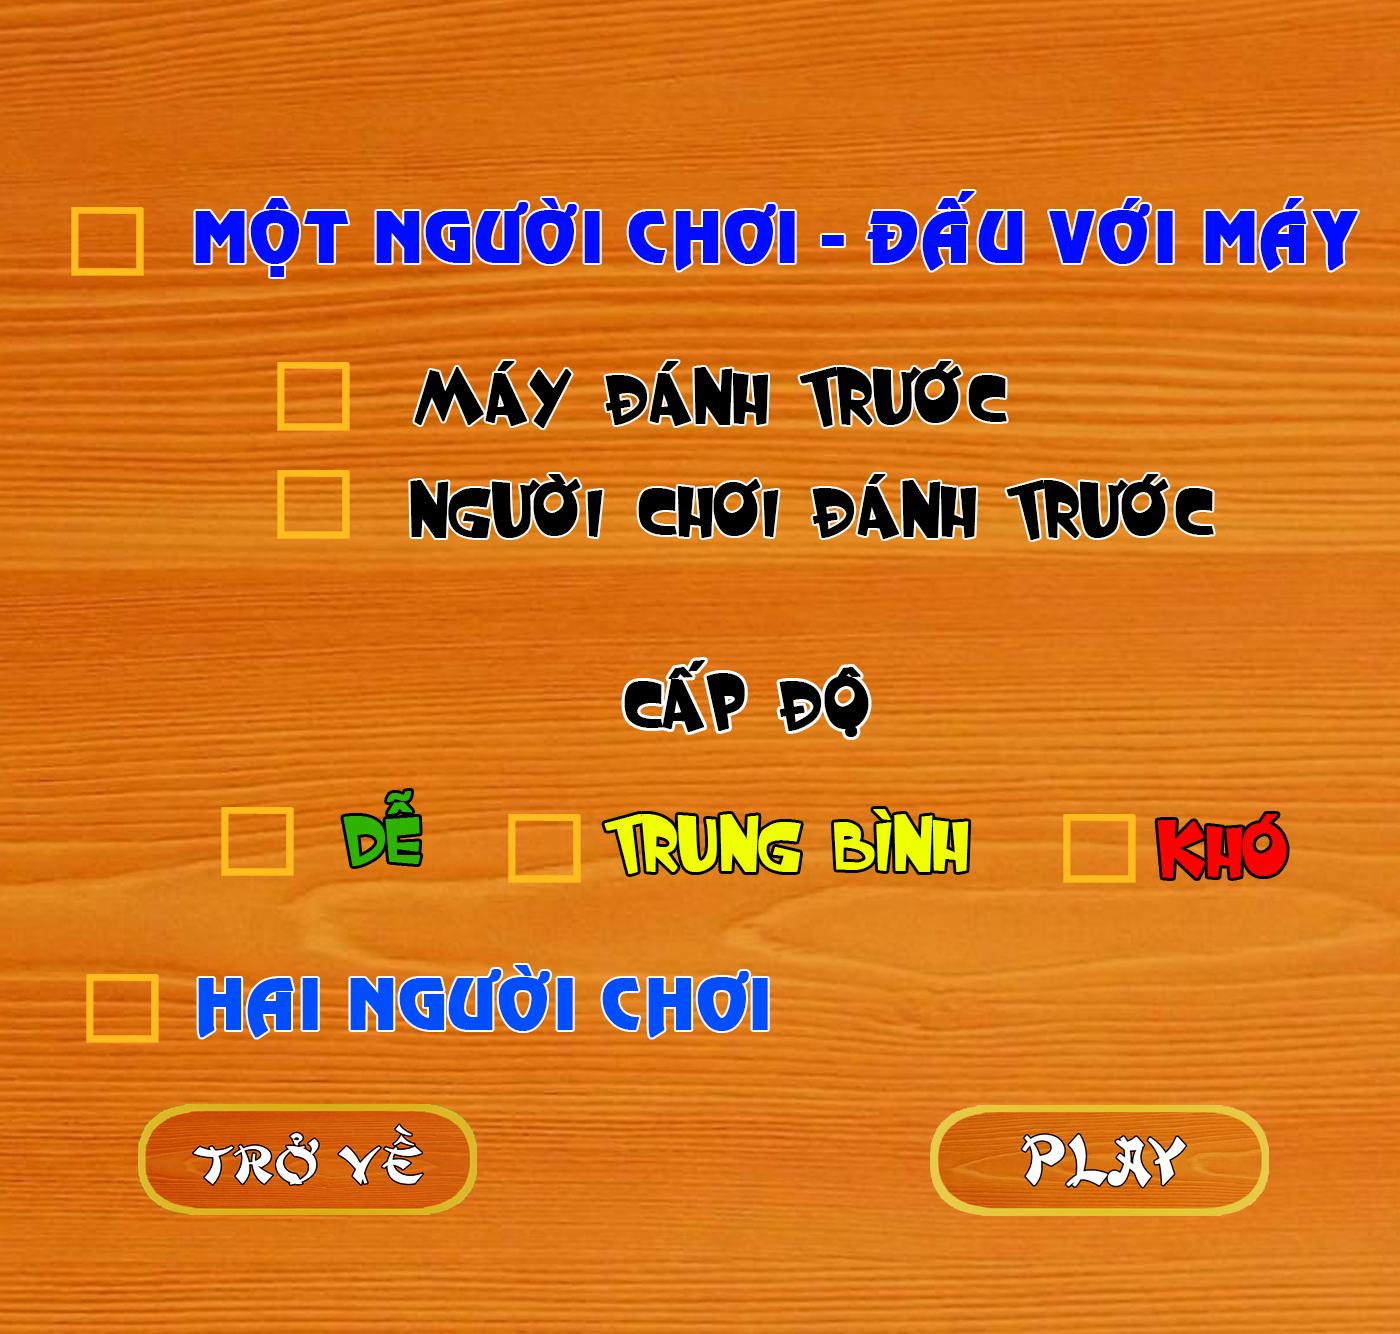 MỘT NGƯỜI CHƠI - ĐẤU VỚI MÁY
MÁY ĐÁNH TRƯỚC
NGƯỜI CHƠI ĐÁNH TRƯỚC
CẤP ĐỘ
DỄ TRUNG BÌNH KHÓ
HAI NGƯỜI CHƠI
TRỞ VỀ PLAY